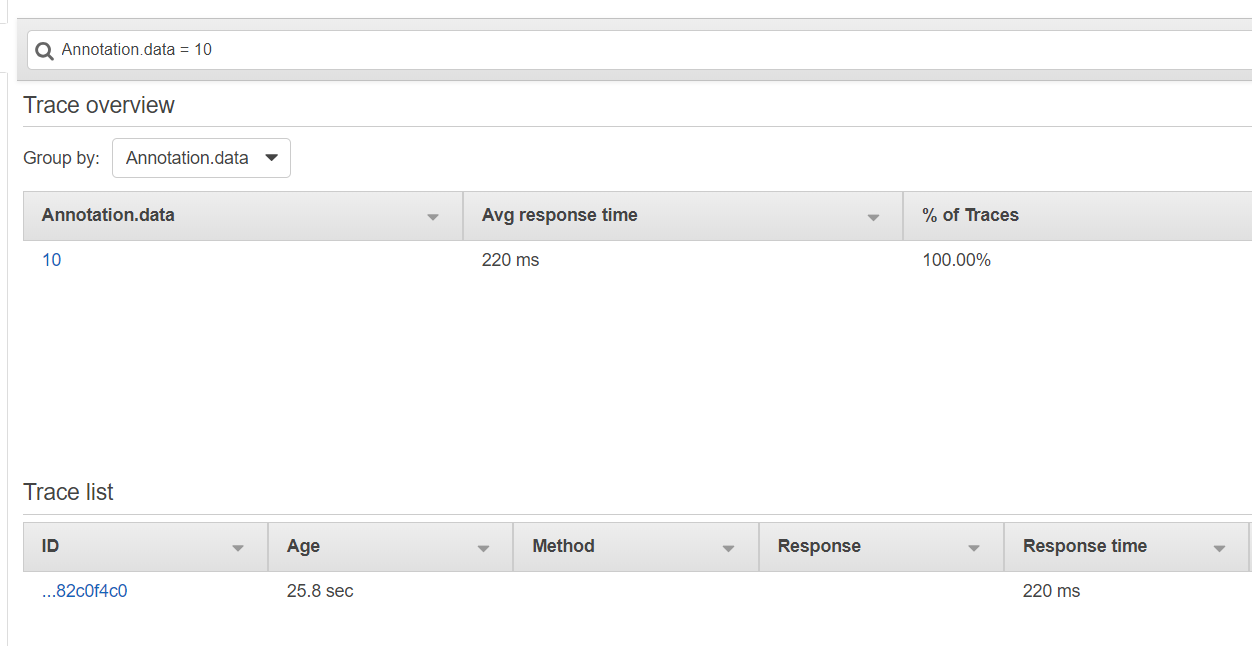 Annotation.data = 10
Trace overview
Group by: Annotation.data
Annotation.data Avg response time % of Traces
10 220 ms 100.00%
Trace list
ID Age Method Response Response time
...82c0f4c0 25.8 sec 220 ms